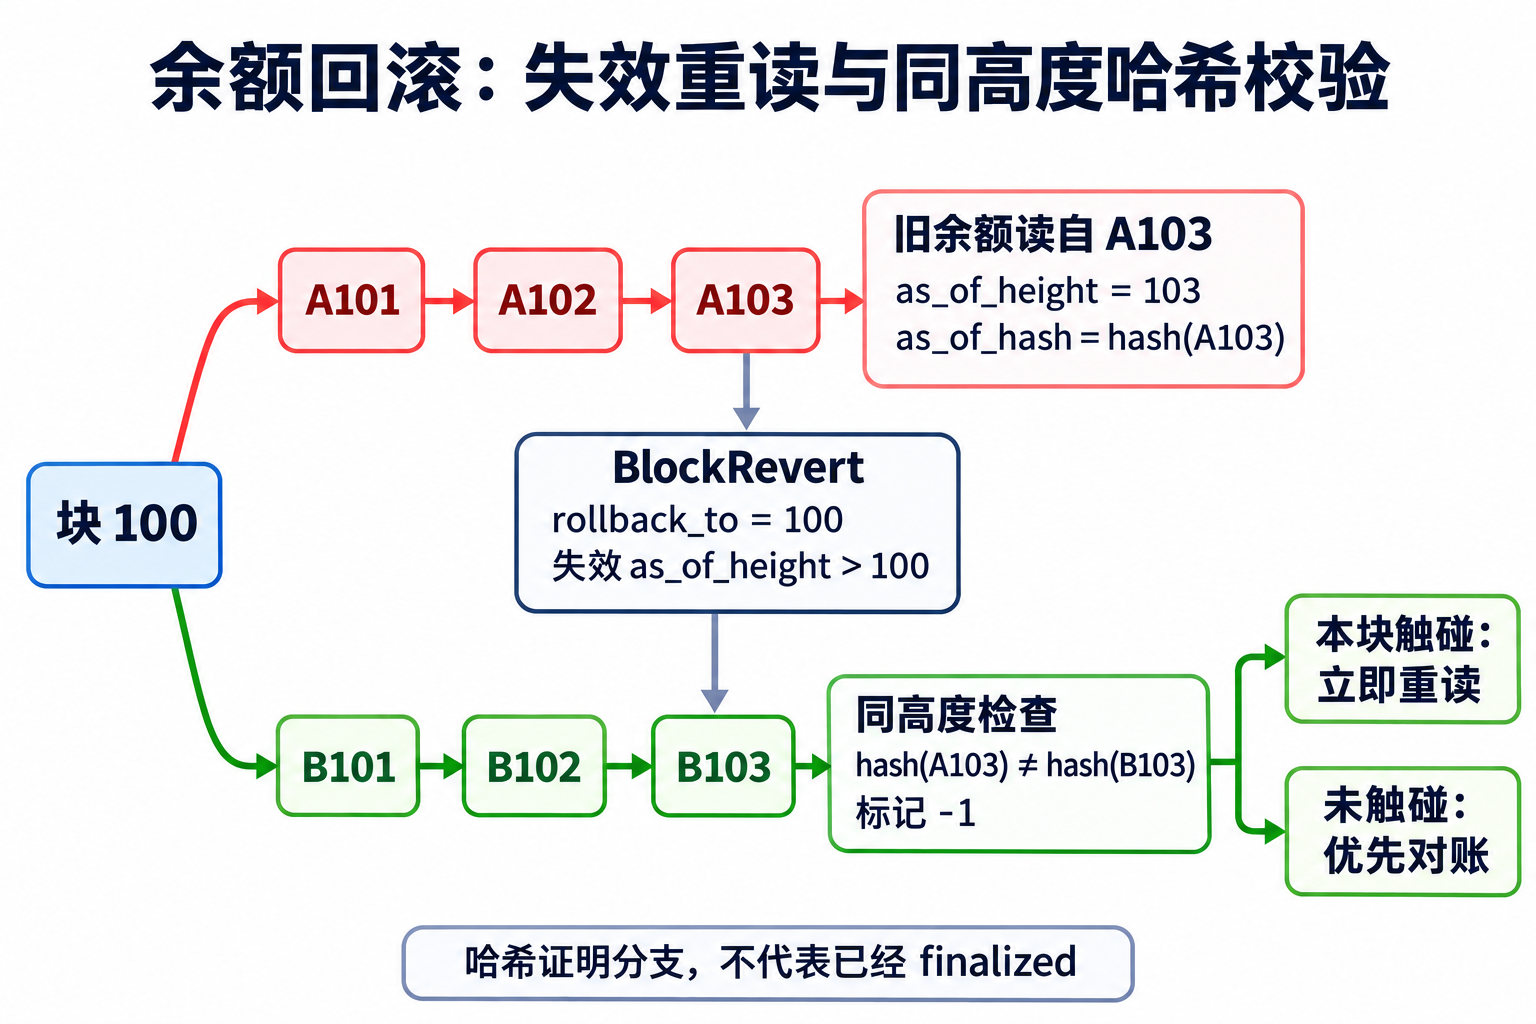 余额回滚：失效重读与同高度哈希校验
旧余额读自 A103
as_of_height = 103
as_of_hash = hash(A103)
A101
A102
A103
BlockRevert
rollback_to = 100
失效 as_of_height > 100
块 100
B101
B102
B103
同高度检查
hash(A103) ≠ hash(B103)
标记 -1
本块触碰：
立即重读
未触碰：
优先对账
哈希证明分支，不代表已经 finalized